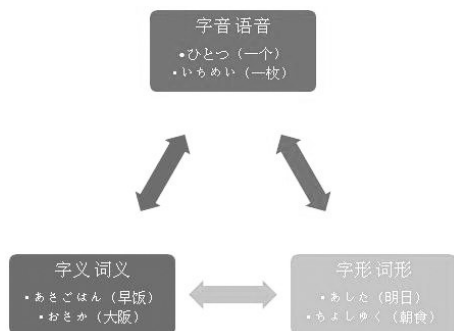 字音 语音
•ひとつ（一个）
•いちめい（一枚）
字义 词义
•あさごはん（早饭）
•おさか（大阪）
字形 词形
•あした（明日）
•ちよしゆく（朝食）